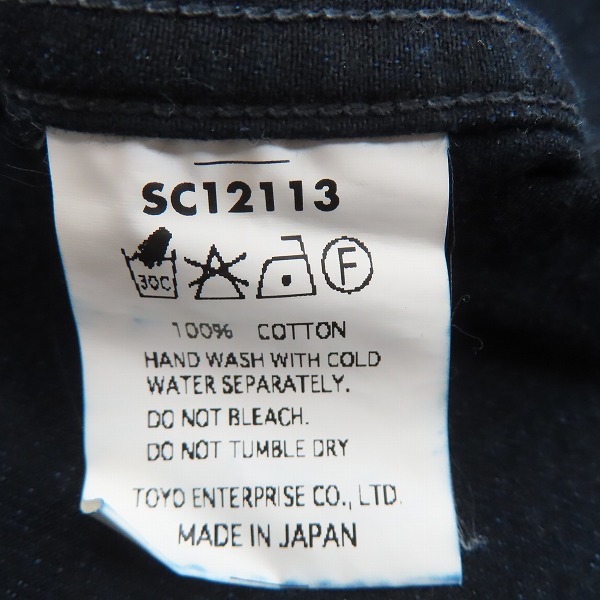 SC12113
30C F
100% COTTON
HAND WASH WITH COLD
WATER SEPARATELY.
DO NOT BLEACH.
DO NOT TUMBLE DRY
TOYO ENTERPRISE CO., LTD.
MADE IN JAPAN